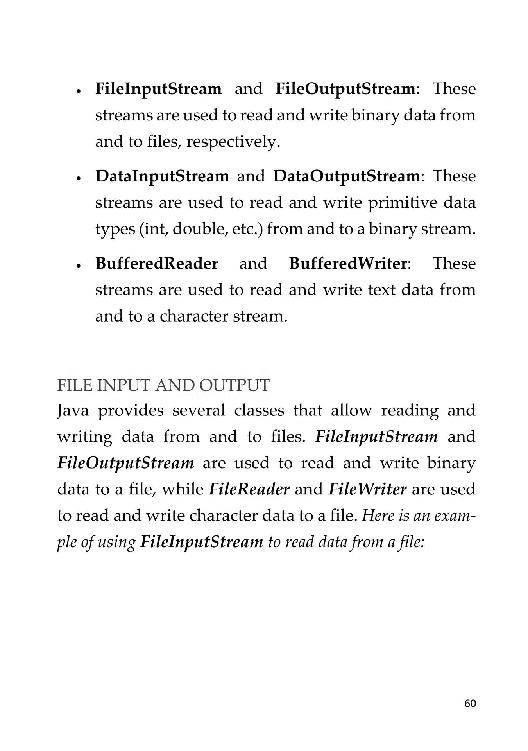 • FileInputStream and FileOutputStream: These
streams are used to read and write binary data from
and to files, respectively.
• DataInputStream and DataOutputStream: These
streams are used to read and write primitive data
types (int, double, etc.) from and to a binary stream.
• BufferedReader and BufferedWriter: These
streams are used to read and write text data from
and to a character stream.
FILE INPUT AND OUTPUT
Java provides several classes that allow reading and
writing data from and to files. FileInputStream and
FileOutputStream are used to read and write binary
data to a file, while FileReader and FileWriter are used
to read and write character data to a file. Here is an exam-
ple of using FileInputStream to read data from a file:
60